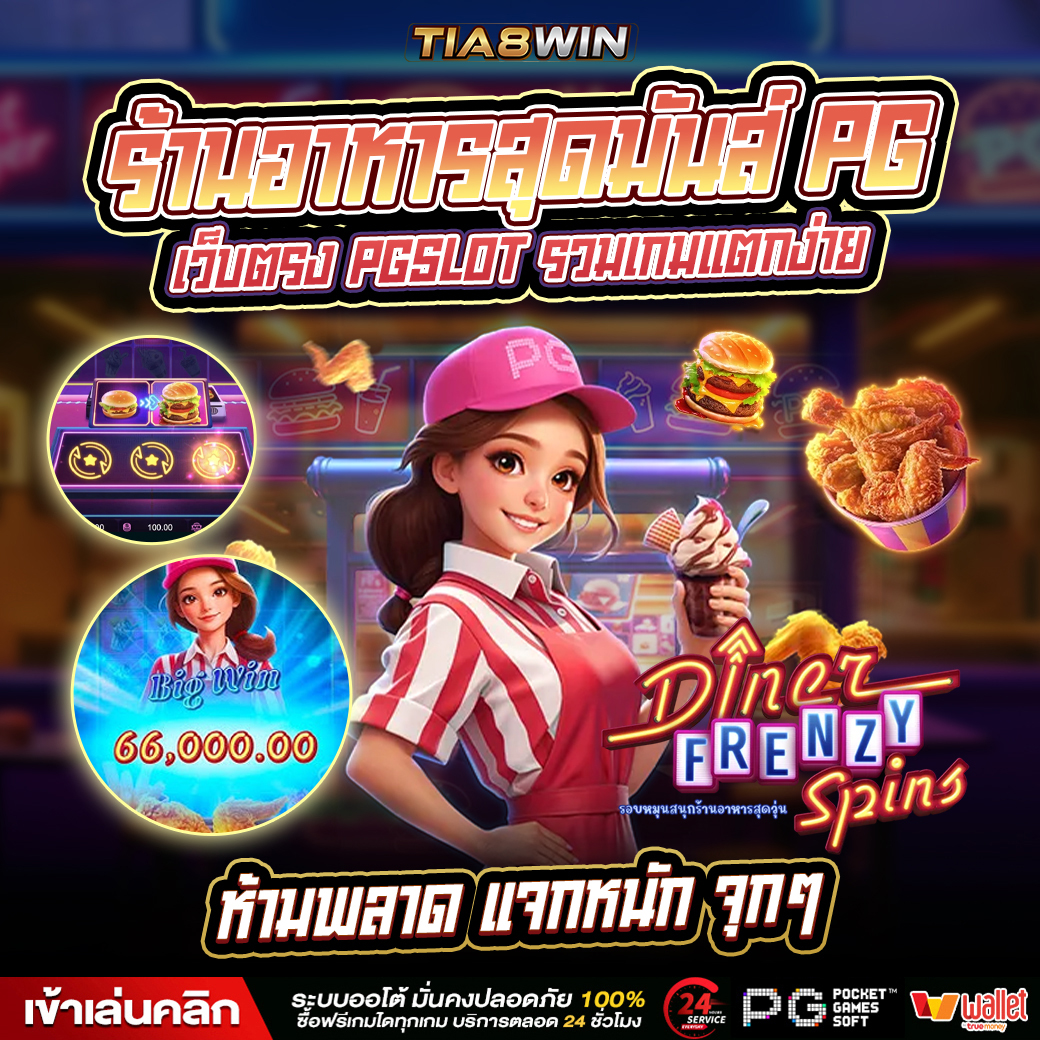 TIA8WIN
ร้านอาหารสุดมันส์ PG
เว็บตรง PGSLOT รวมเกมแตกง่าย
PG
100.00
Big Win
66,000.00
Diner
FRENZY
Spins
รอบหมุนสนุกร้านอาหารสุดวุ่น
ห้ามพลาด แจกหนัก จุกๆ
เข้าเล่นคลิก
ระบบออโต้ มั่นคงปลอดภัย 100%
ซื้อฟรีเกมได้ทุกเกม บริการตลอด 24 ชั่วโมง
24 HOURS
SERVICE
EVERYDAY
PG POCKET™
GAMES
SOFT
wallet
by truemoney